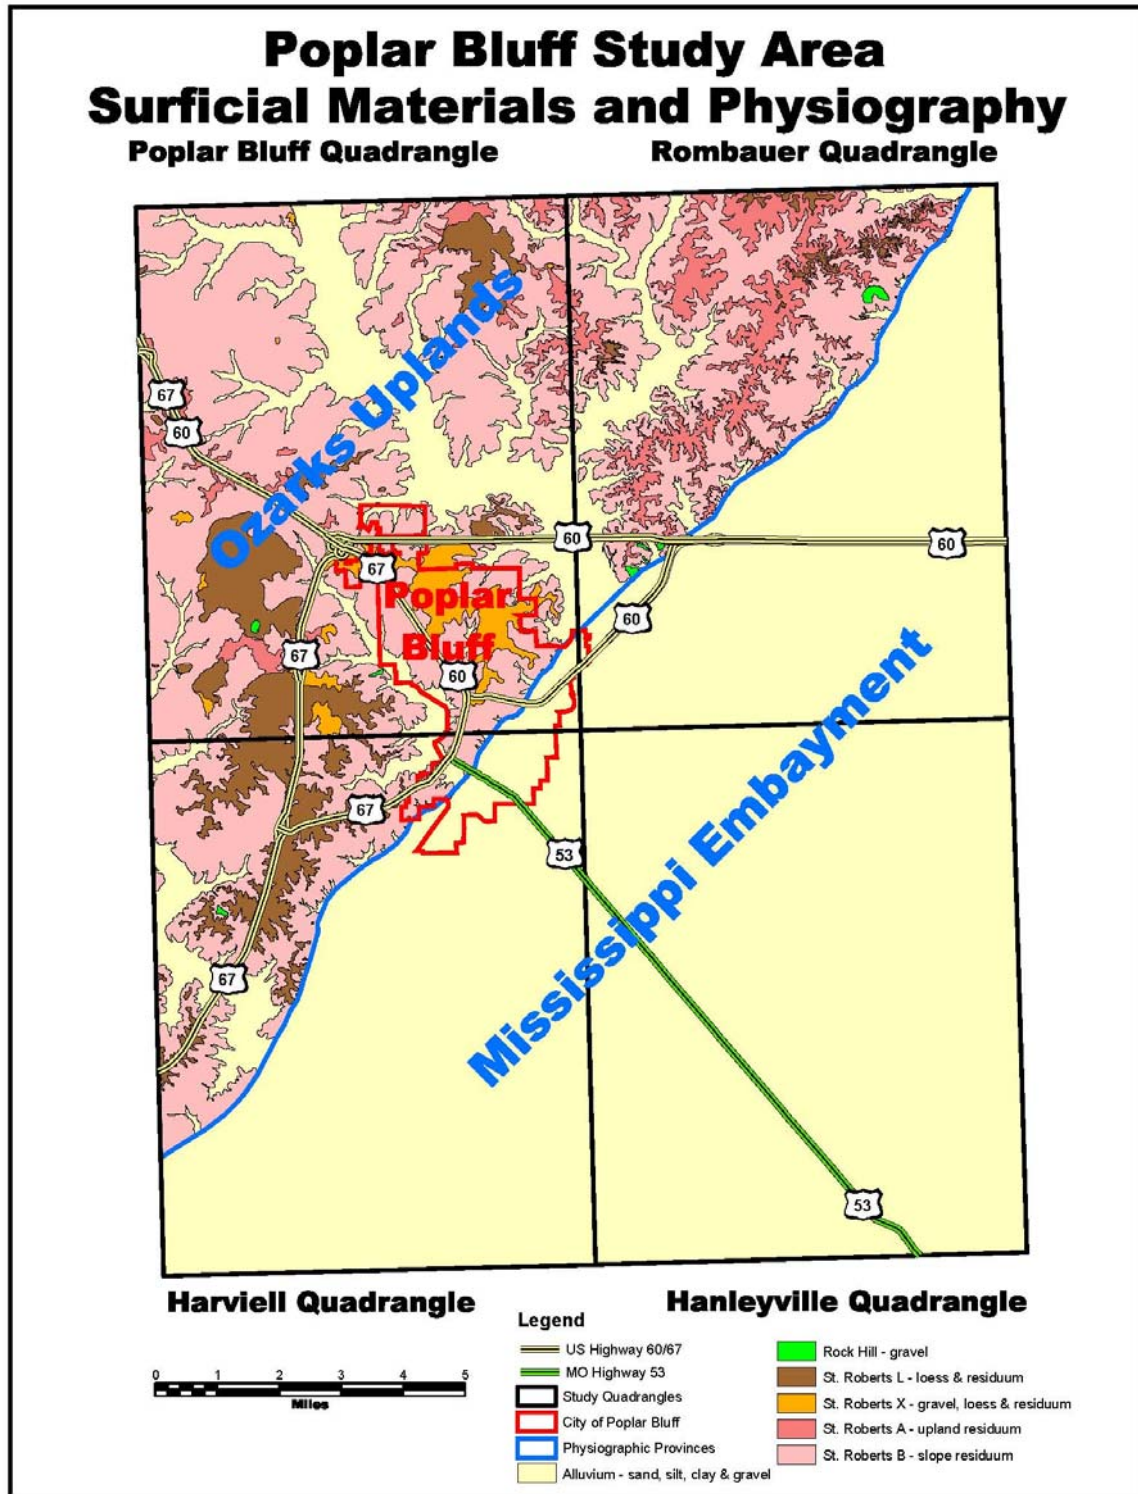 Poplar Bluff Study Area
Surficial Materials and Physiography
Poplar Bluff Quadrangle
Rombauer Quadrangle
Ozarks Uplands
67
60
60
60
67
Poplar
Bluff
60
67
60
Mississippi Embayment
67
53
67
53
Harviell Quadrangle
Hanleyville Quadrangle
0 1 2 3 4 5
Miles
Legend
US Highway 60/67
MO Highway 53
Study Quadrangles
City of Poplar Bluff
Physiographic Provinces
Alluvium - sand, silt, clay & gravel
Rock Hill - gravel
St. Roberts L - loess & residuum
St. Roberts X - gravel, loess & residuum
St. Roberts A - upland residuum
St. Roberts B - slope residuum